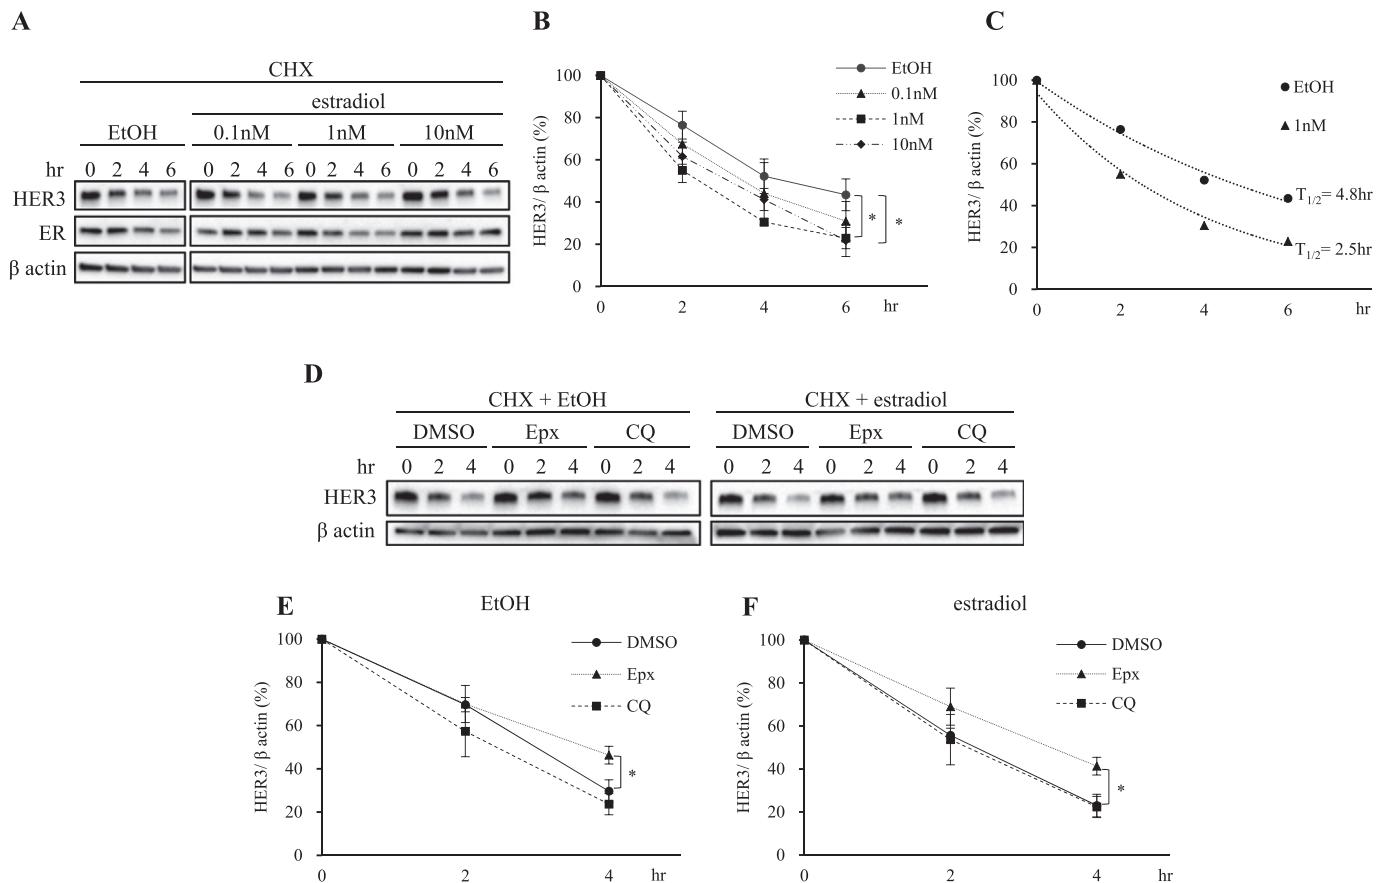 A
CHX
estradiol
EtOH 0.1nM 1nM 10nM
hr 0 2 4 6 0 2 4 6 0 2 4 6 0 2 4 6
HER3
ER
β actin
B
HER3/ β actin (%)
100
80
60
40
20
0
0 2 4 6 hr
EtOH
0.1nM
1nM
10nM
* *
C
HER3/ β actin (%)
100
80
60
40
20
0
0 2 4 6 hr
EtOH
1nM
T1/2= 4.8hr
T1/2= 2.5hr
D
CHX + EtOH CHX + estradiol
DMSO Epx CQ DMSO Epx CQ
hr 0 2 4 0 2 4 0 2 4 0 2 4 0 2 4 0 2 4
HER3
β actin
E EtOH
HER3/ β actin (%)
100
80
60
40
20
0
0 2 4 hr
DMSO
Epx
CQ
*
F estradiol
HER3/ β actin (%)
100
80
60
40
20
0
0 2 4 hr
DMSO
Epx
CQ
*